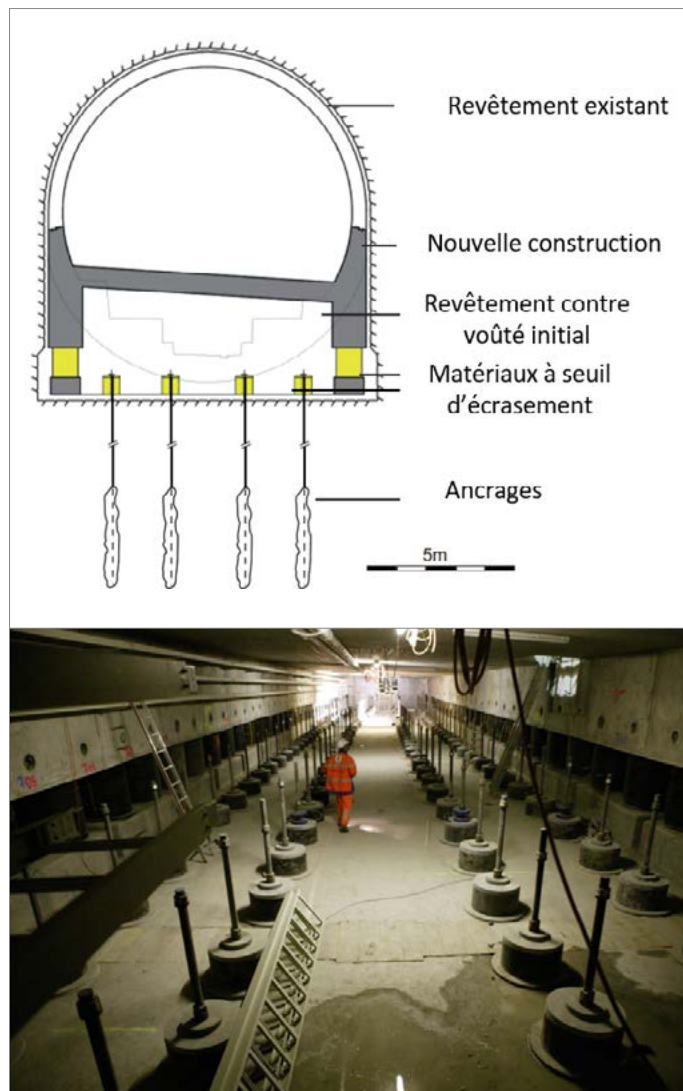 Revêtement existant
Nouvelle construction
Revêtement contre
voûté initial
Matériaux à seuil
d’écrasement
Ancrages
5m